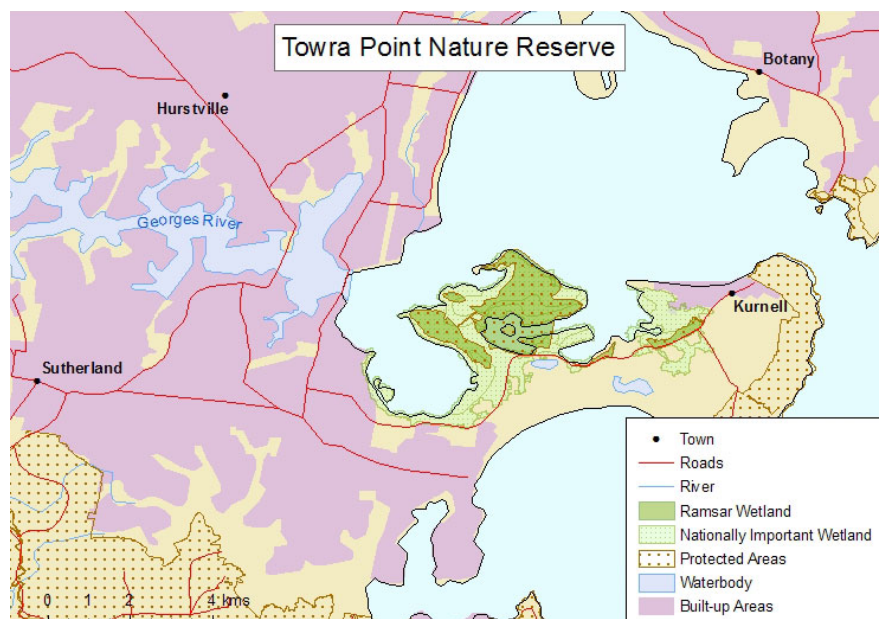 Towra Point Nature Reserve
Botany
Hurstville
Georges River
Kurnell
Sutherland
Town
Roads
River
Ramsar Wetland
Nationally Important Wetland
Protected Areas
Waterbody
Built-up Areas
0 1 2 4 kms